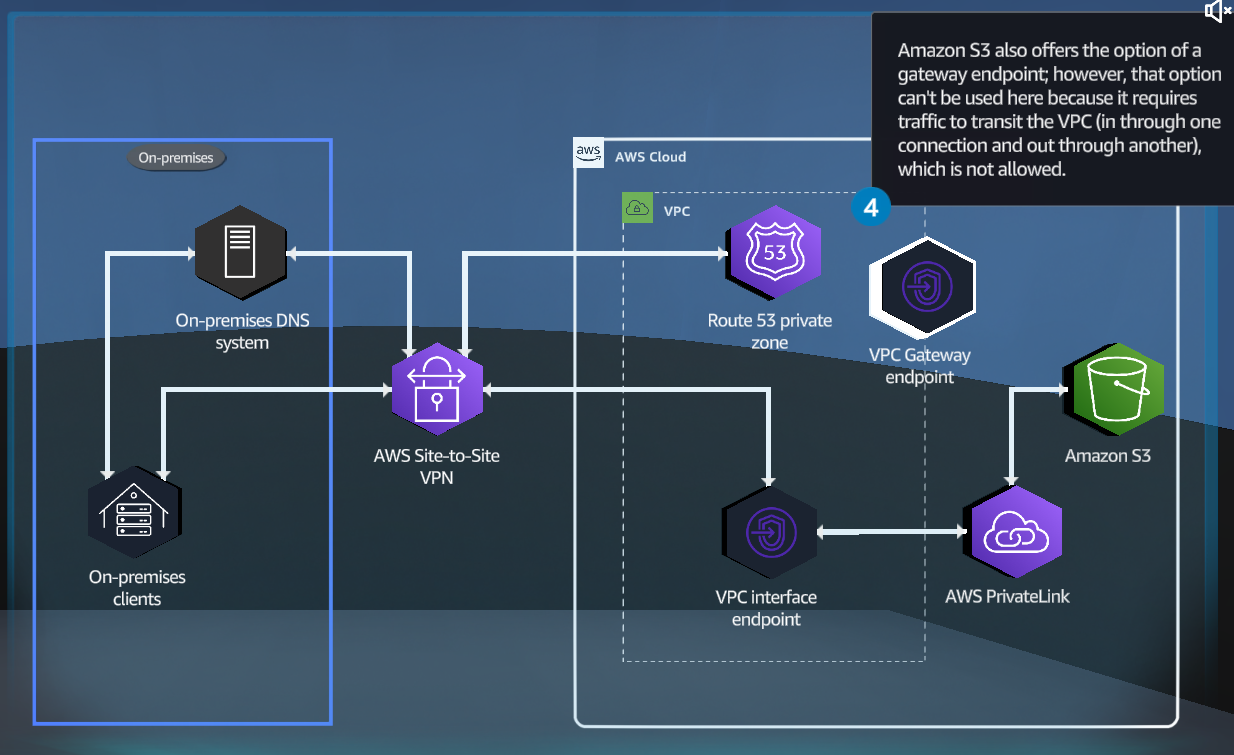 Amazon S3 also offers the option of a
gateway endpoint; however, that option
can't be used here because it requires
traffic to transit the VPC (in through one
connection and out through another),
which is not allowed.
4
On-premises
aws
AWS Cloud
VPC
53
On-premises DNS
system
Route 53 private
zone
VPC Gateway
endpoint
AWS Site-to-Site
VPN
Amazon S3
On-premises
clients
VPC interface
endpoint
AWS PrivateLink